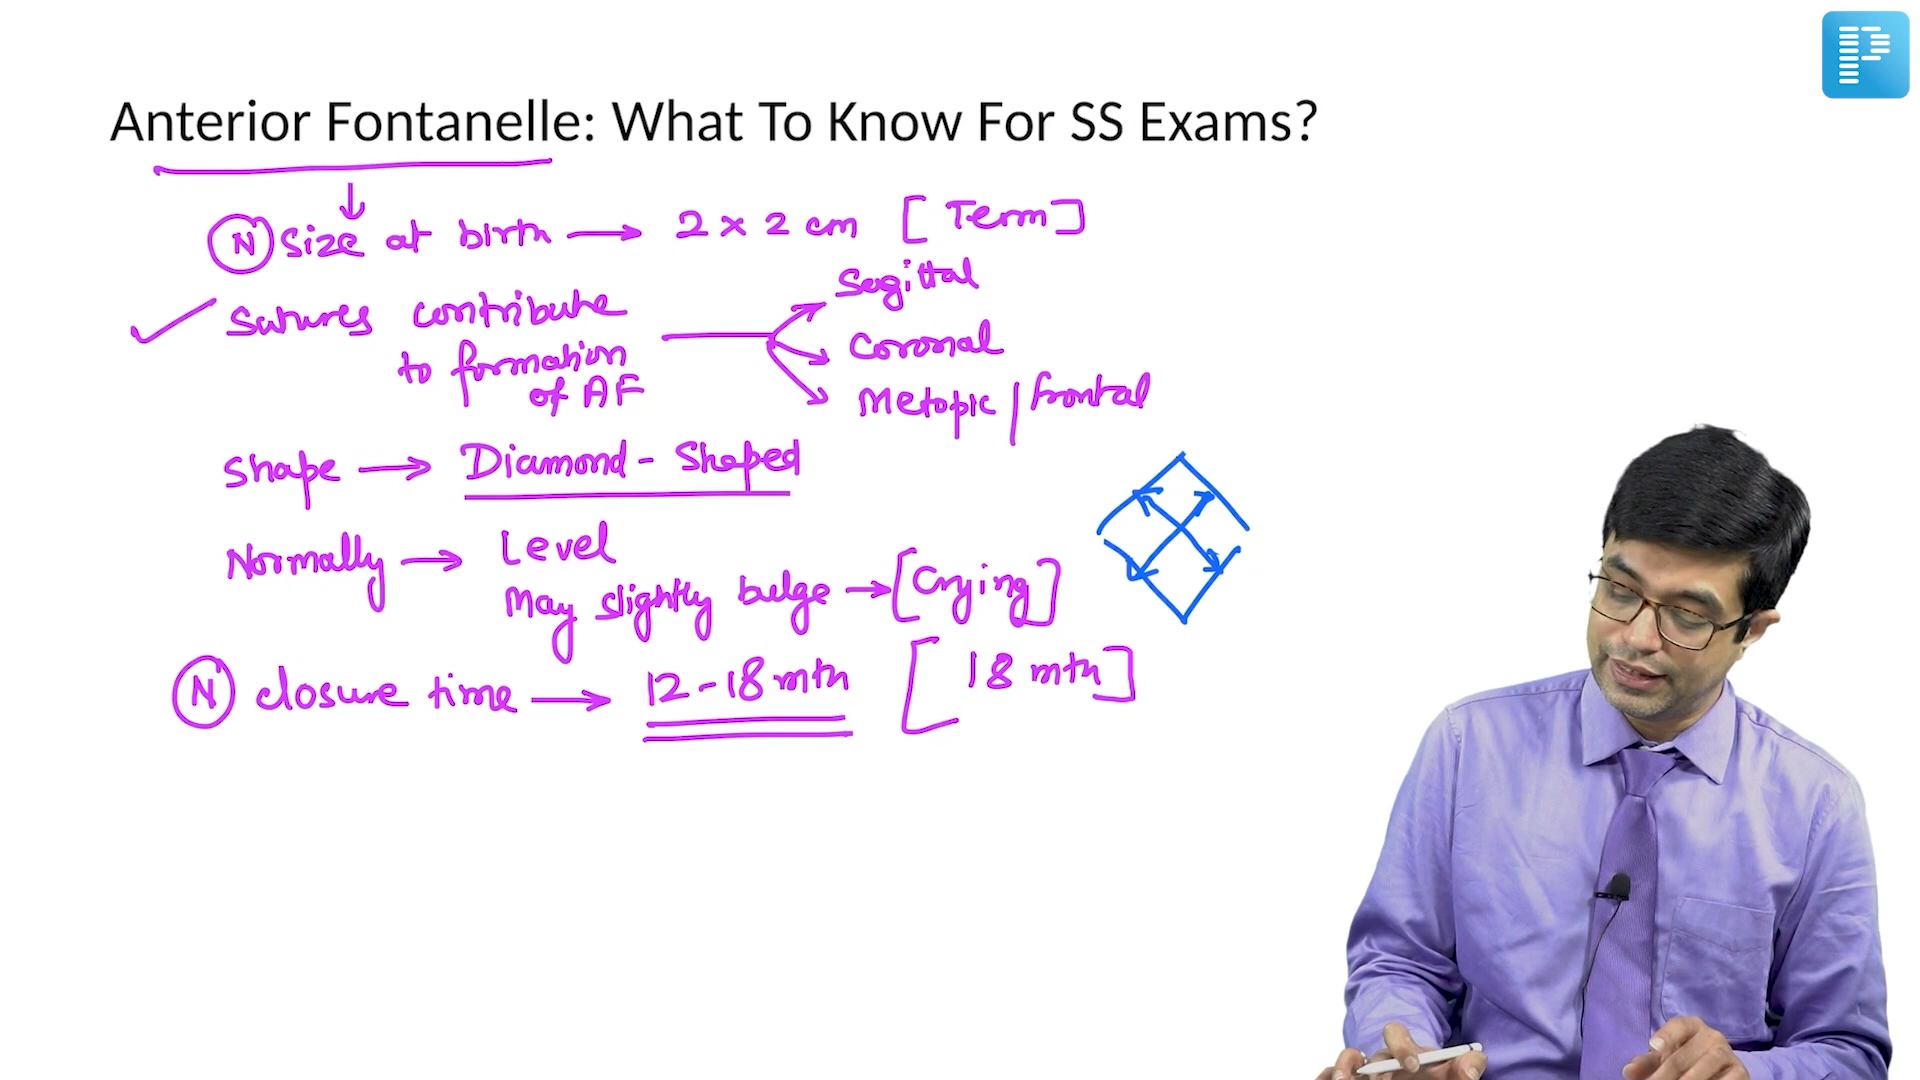 Anterior Fontanelle: What To Know For SS Exams?
(N) Size at birth → 2 x 2 cm [Term]
Sutures contribute to formation of AF
Sagittal
Coronal
Metopic / frontal
Shape → Diamond - Shaped
Normally → Level
May slightly bulge → [Crying]
(N) closure time → 12-18 mth [18 mth]